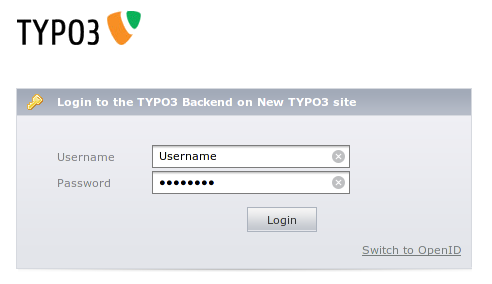 TYPO3
Login to the TYPO3 Backend on New TYPO3 site
Username Username
Password ••••••••
Login
Switch to OpenID